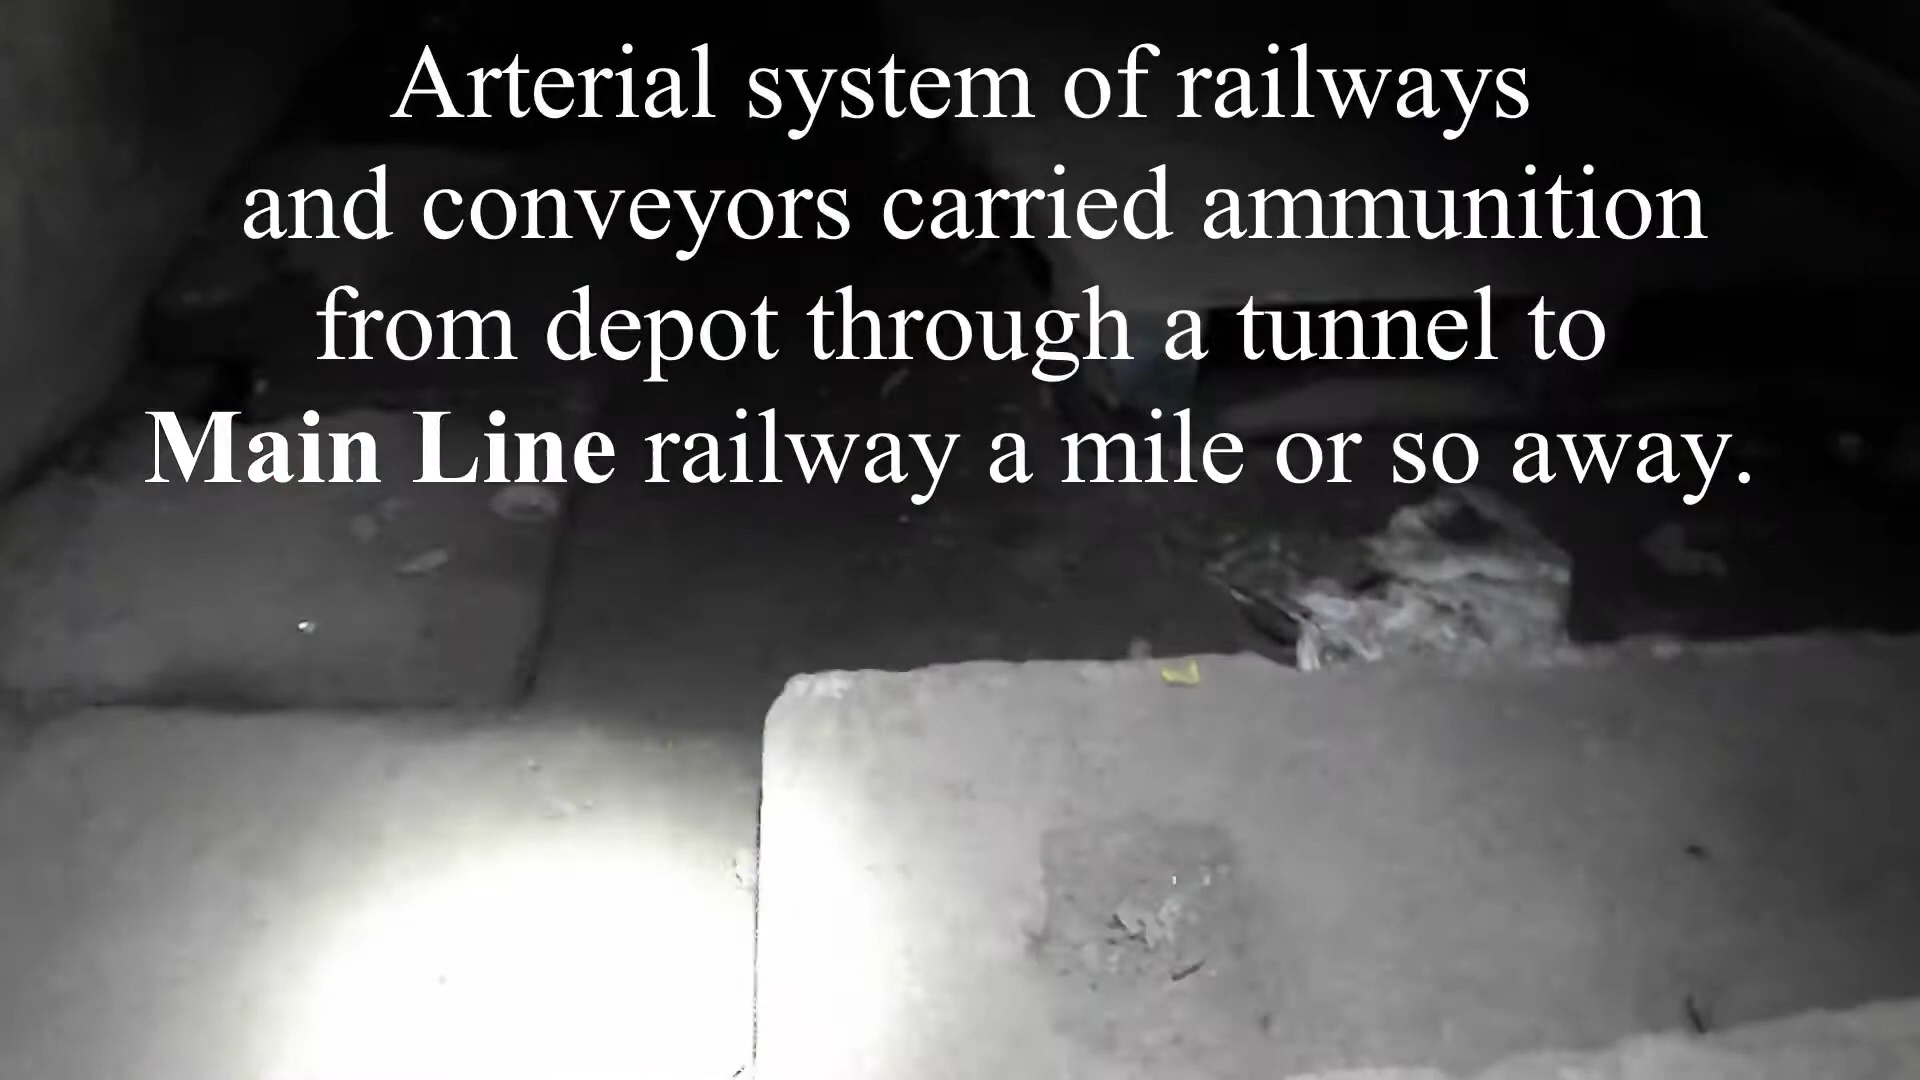 Arterial system of railways
and conveyors carried ammunition
from depot through a tunnel to
Main Line railway a mile or so away.